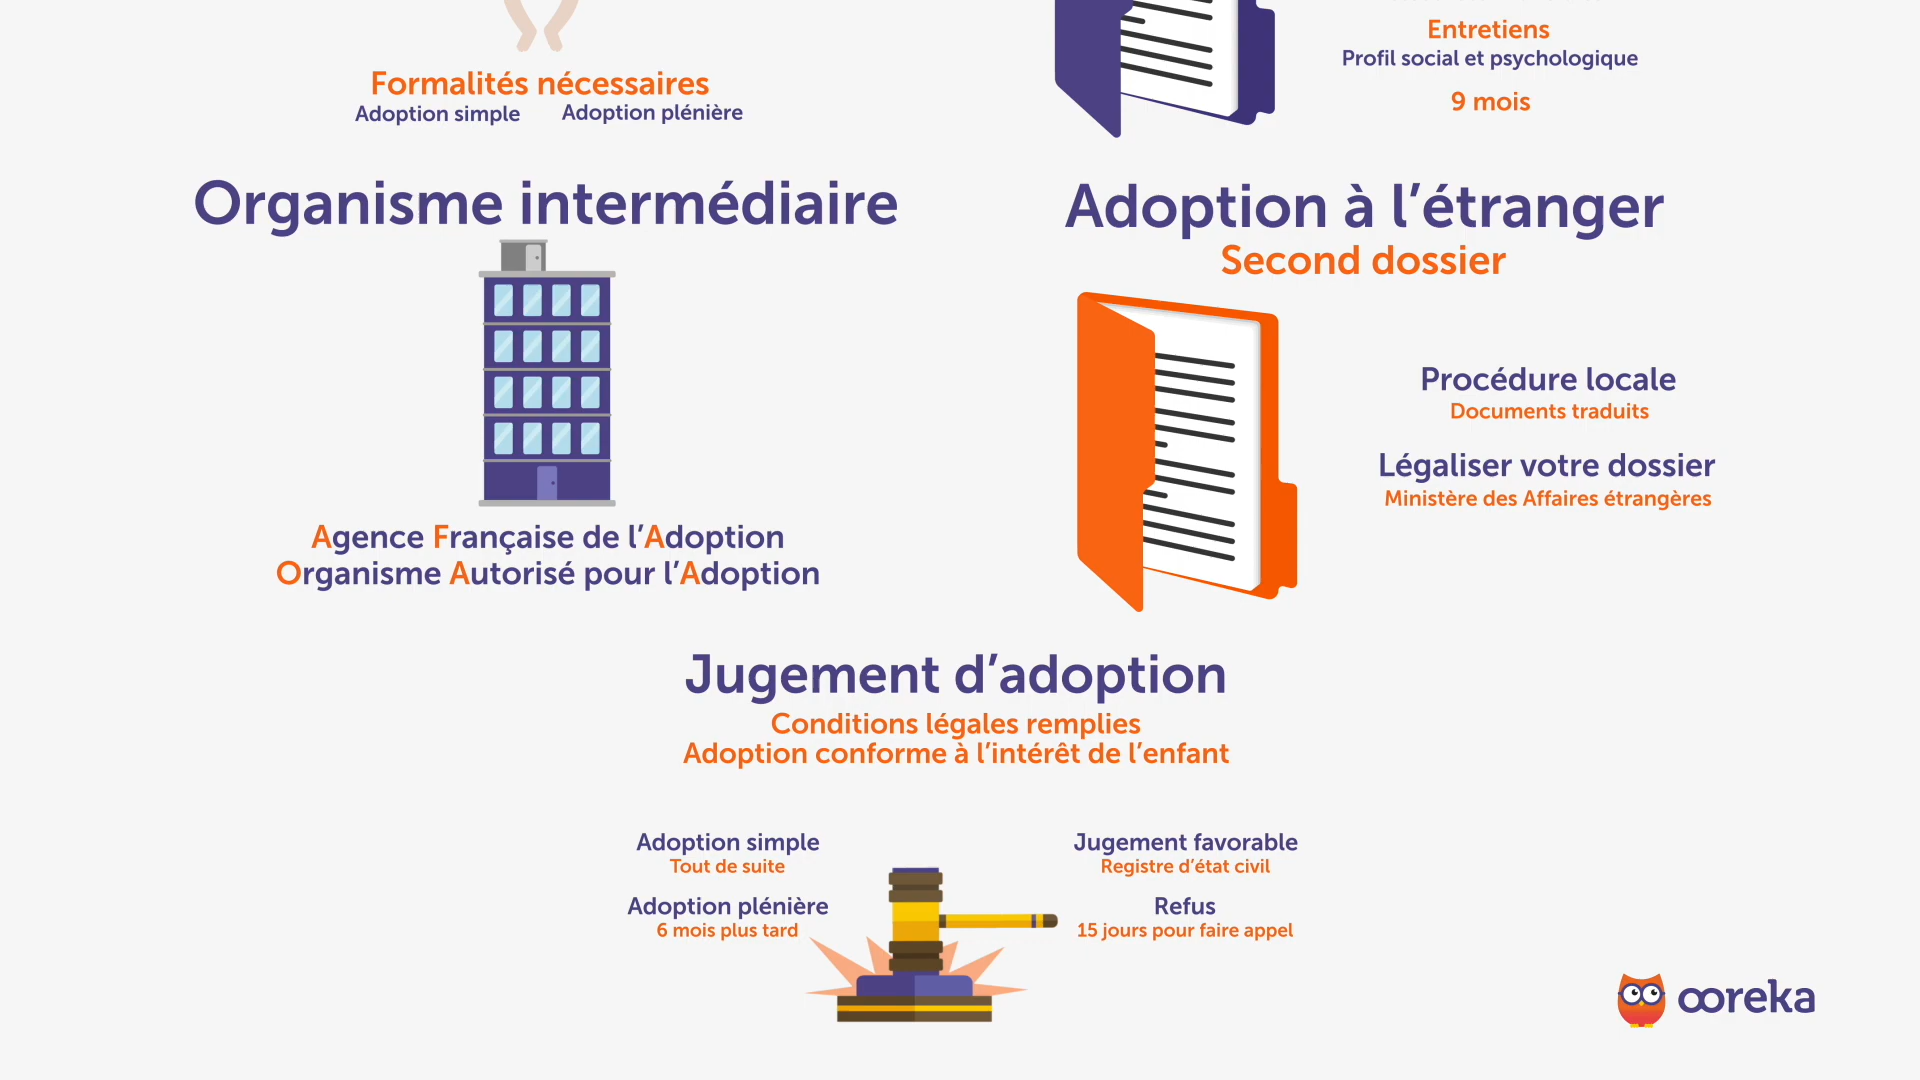 Formalités nécessaires
Adoption simple
Adoption plénière
Entretiens
Profil social et psychologique
9 mois
Organisme intermédiaire
Agence Française de l’Adoption
Organisme Autorisé pour l’Adoption
Adoption à l’étranger
Second dossier
Procédure locale
Documents traduits
Légaliser votre dossier
Ministère des Affaires étrangères
Jugement d’adoption
Conditions légales remplies
Adoption conforme à l’intérêt de l’enfant
Adoption simple
Tout de suite
Adoption plénière
6 mois plus tard
Jugement favorable
Registre d’état civil
Refus
15 jours pour faire appel
ooreka